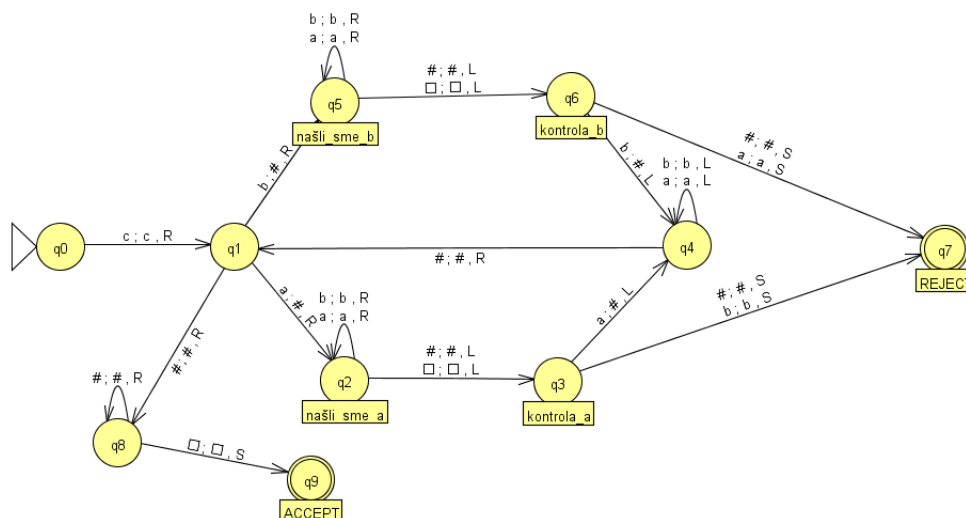 b ; b , R
a ; a , R
q5
našli_sme_b
# ; # , L
□ ; □ , L
q6
kontrola_b
# ; # , S
a ; a , S
b ; # , R
b ; # , L
b ; b , L
a ; a , L
q0
c ; c , R
q1
# ; # , R
q4
q7
REJECT
a ; # , R
b ; b , R
a ; a , R
q2
našli_sme_a
# ; # , L
□ ; □ , L
q3
kontrola_a
a ; # , L
# ; # , S
b ; b , S
# ; # , R
# ; # , R
q8
□ ; □ , S
q9
ACCEPT